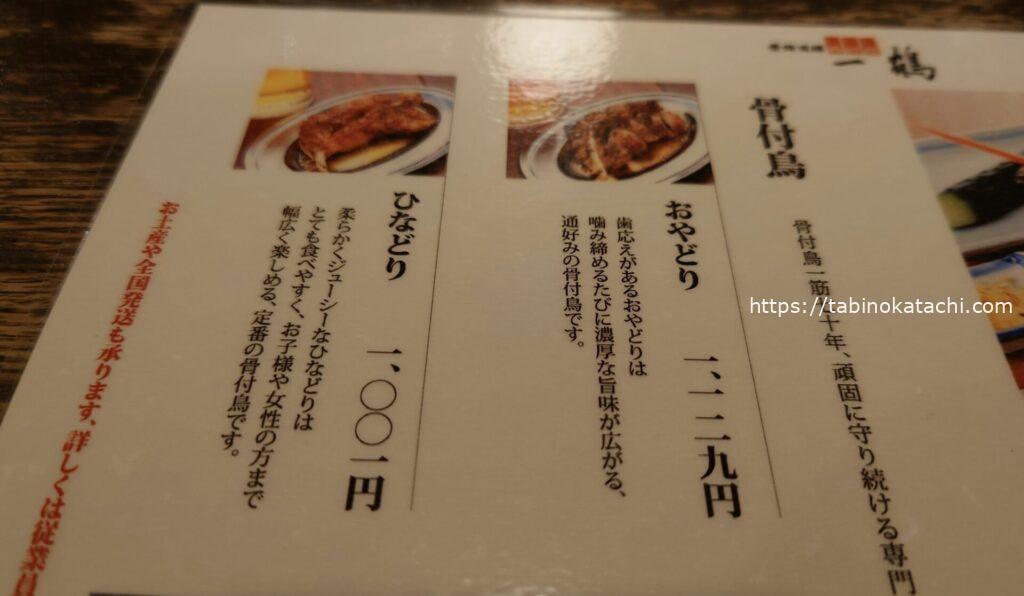 一鶴
骨付鳥
骨付鳥一筋
十年、頑固に守り続ける専門
おやどり 一、一二九円
歯応えがあるおやどりは
噛み締めるたびに濃厚な旨味が広がる、
通好みの骨付鳥です。
ひなどり 一、〇〇一円
柔らかくジューシーなひなどりは
とても食べやすく、お子様や女性の方まで
幅広く楽しめる、定番の骨付鳥です。
お土産や全国発送も承ります、詳しくは従業員
https://tabinokatachi.com